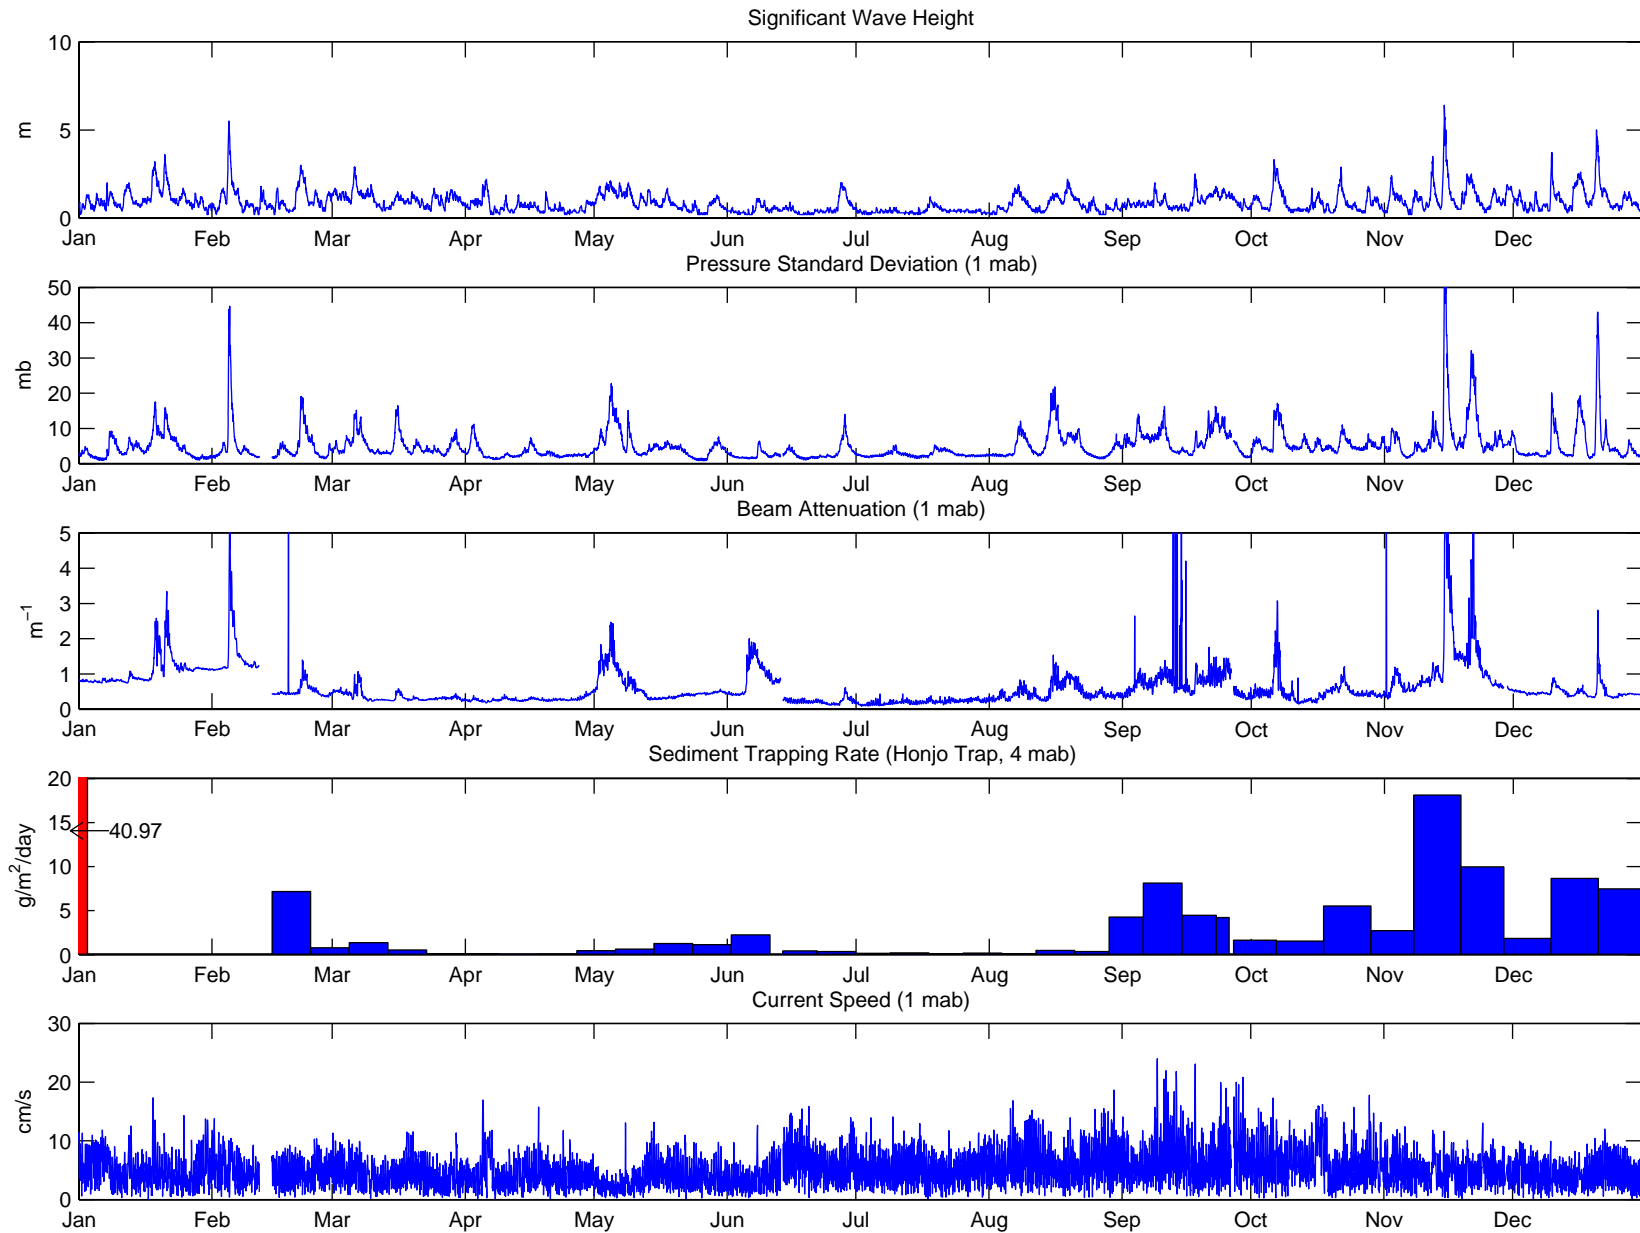 Significant Wave Height
10
5
0
m
Jan Feb Mar Apr May Jun Jul Aug Sep Oct Nov Dec
Pressure Standard Deviation (1 mab)
50
40
30
20
10
0
mb
Jan Feb Mar Apr May Jun Jul Aug Sep Oct Nov Dec
Beam Attenuation (1 mab)
5
4
3
2
1
0
m⁻¹
Jan Feb Mar Apr May Jun Jul Aug Sep Oct Nov Dec
Sediment Trapping Rate (Honjo Trap, 4 mab)
20
15
10
5
0
g/m²/day
40.97
Jan Feb Mar Apr May Jun Jul Aug Sep Oct Nov Dec
Current Speed (1 mab)
30
20
10
0
cm/s
Jan Feb Mar Apr May Jun Jul Aug Sep Oct Nov Dec